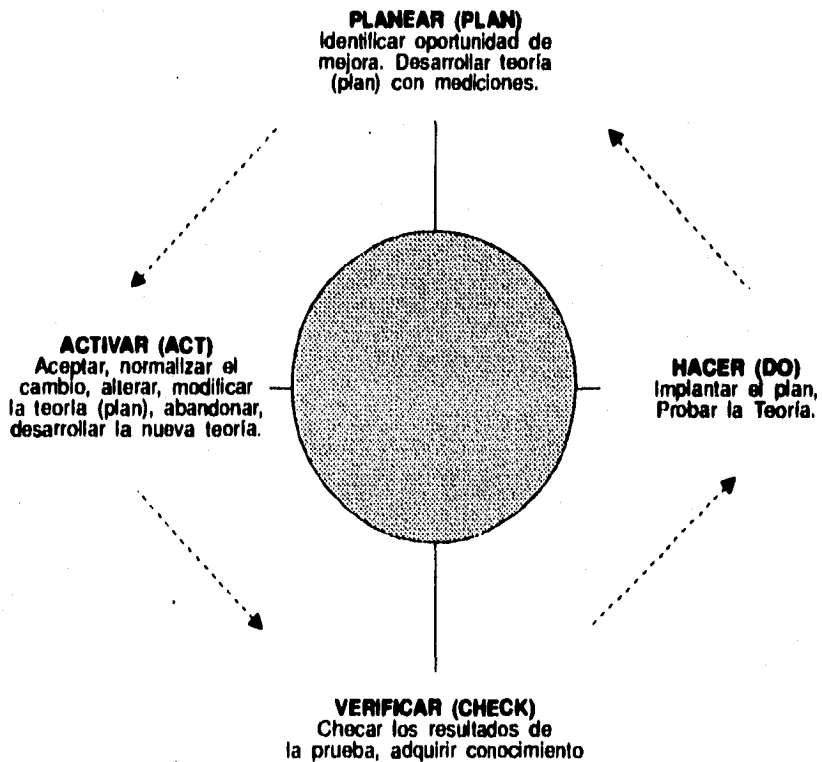 PLANEAR (PLAN)
Identificar oportunidad de
mejora. Desarrollar teoría
(plan) con mediciones.
ACTIVAR (ACT)
Aceptar, normalizar el
cambio, alterar, modificar
la teoría (plan), abandonar,
desarrollar la nueva teoría.
HACER (DO)
Implantar el plan,
Probar la Teoría.
VERIFICAR (CHECK)
Checar los resultados de
la prueba, adquirir conocimiento